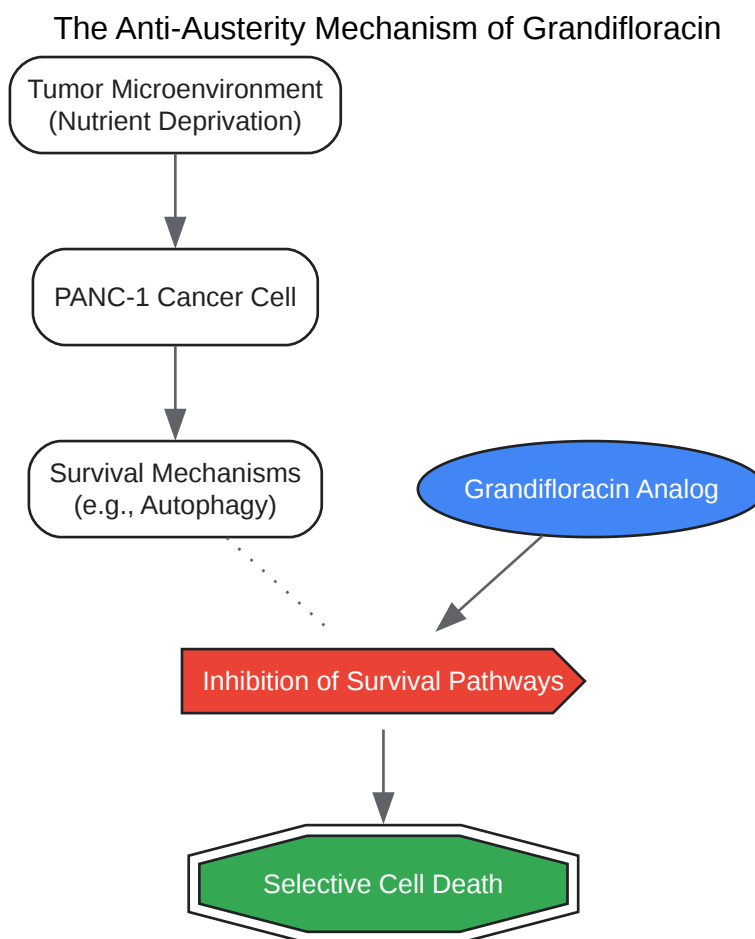 The Anti-Austerity Mechanism of Grandifloracin
Tumor Microenvironment
(Nutrient Deprivation)
PANC-1 Cancer Cell
Survival Mechanisms
(e.g., Autophagy)
Grandifloracin Analog
Inhibition of Survival Pathways
Selective Cell Death